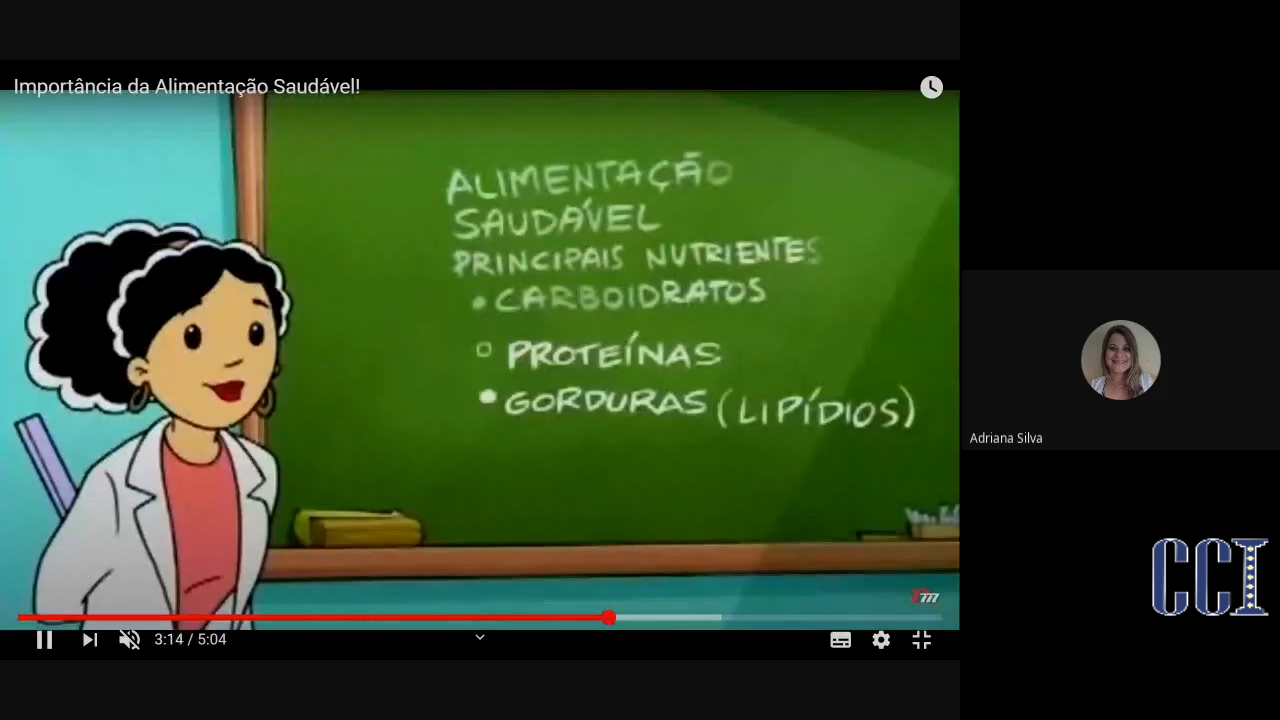 Importância da Alimentação Saudável!
ALIMENTAÇÃO
SAUDÁVEL
PRINCIPAIS NUTRIENTES
• CARBOIDRATOS
○ PROTEÍNAS
• GORDURAS (LIPÍDIOS)
3:14 / 5:04
Adriana Silva
CCI